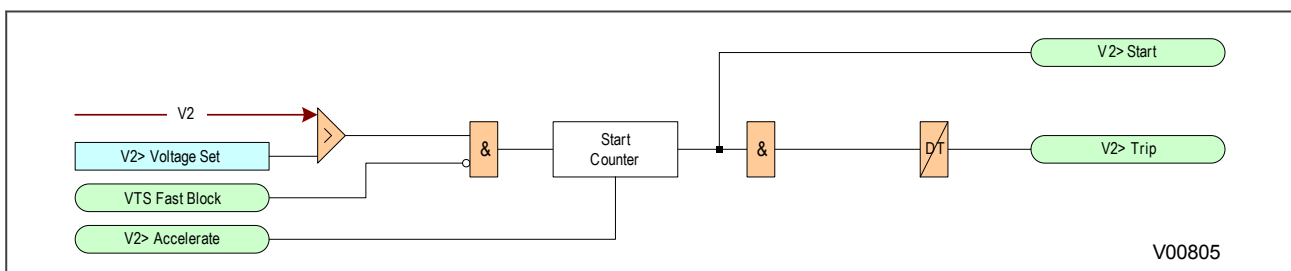 V2> Start
V2
>
V2> Voltage Set
&
Start
Counter
&
DT
V2> Trip
VTS Fast Block
V2> Accelerate
V00805